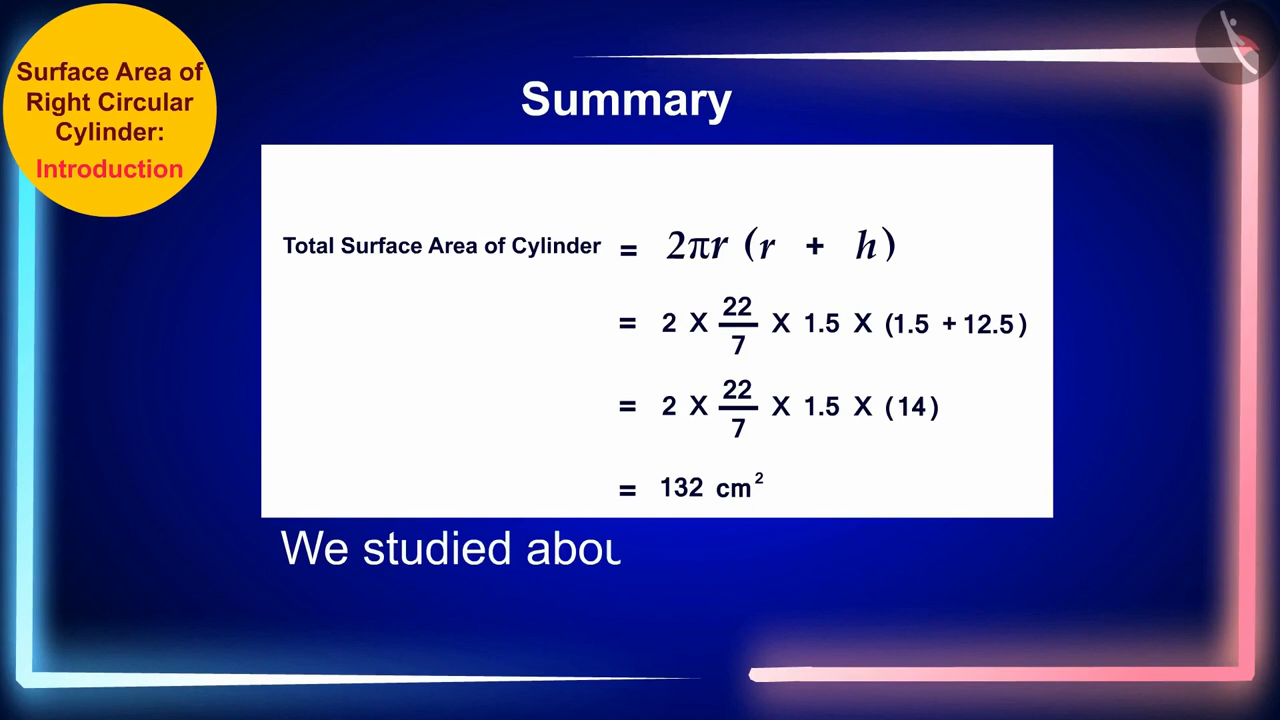 Surface Area of
Right Circular
Cylinder:
Introduction
Summary
Total Surface Area of Cylinder = 2πr (r + h)
= 2 X 22/7 X 1.5 X (1.5 + 12.5)
= 2 X 22/7 X 1.5 X (14)
= 132 cm²
We studied